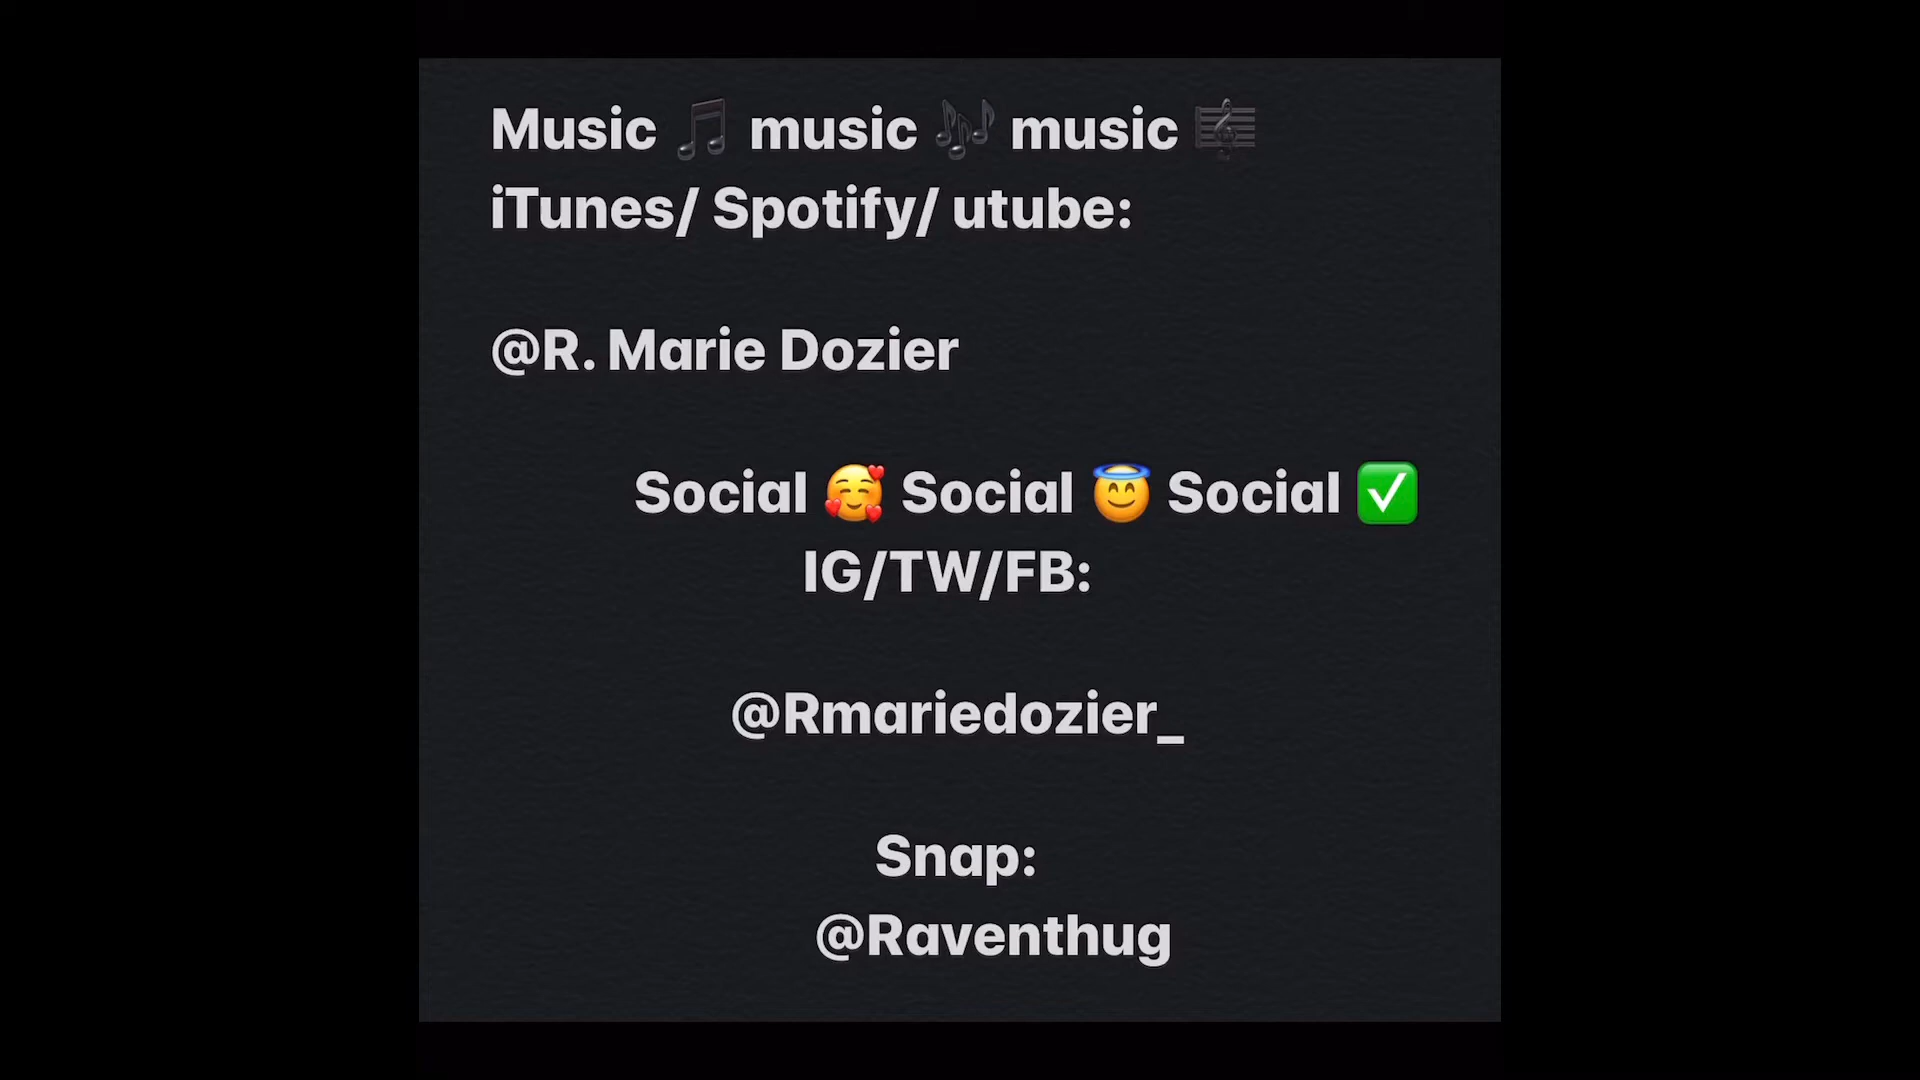 Music 🎵 music 🎶 music 🎼
iTunes/ Spotify/ utube:
@R. Marie Dozier
Social 🥰 Social 😇 Social ✅
IG/TW/FB:
@Rmariedozier_
Snap:
@Raventhug